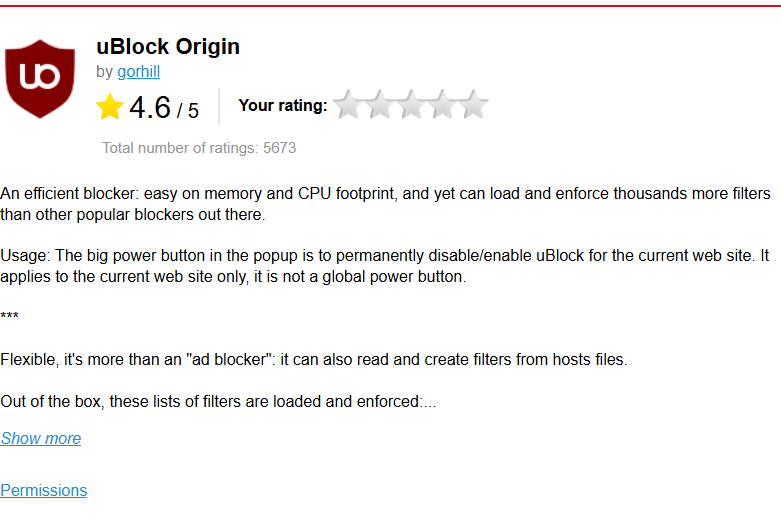 uo
uBlock Origin
by gorhill
4.6 / 5
Your rating:
Total number of ratings: 5673
An efficient blocker: easy on memory and CPU footprint, and yet can load and enforce thousands more filters
than other popular blockers out there.
Usage: The big power button in the popup is to permanently disable/enable uBlock for the current web site. It
applies to the current web site only, it is not a global power button.
***
Flexible, it's more than an "ad blocker": it can also read and create filters from hosts files.
Out of the box, these lists of filters are loaded and enforced:...
Show more
Permissions